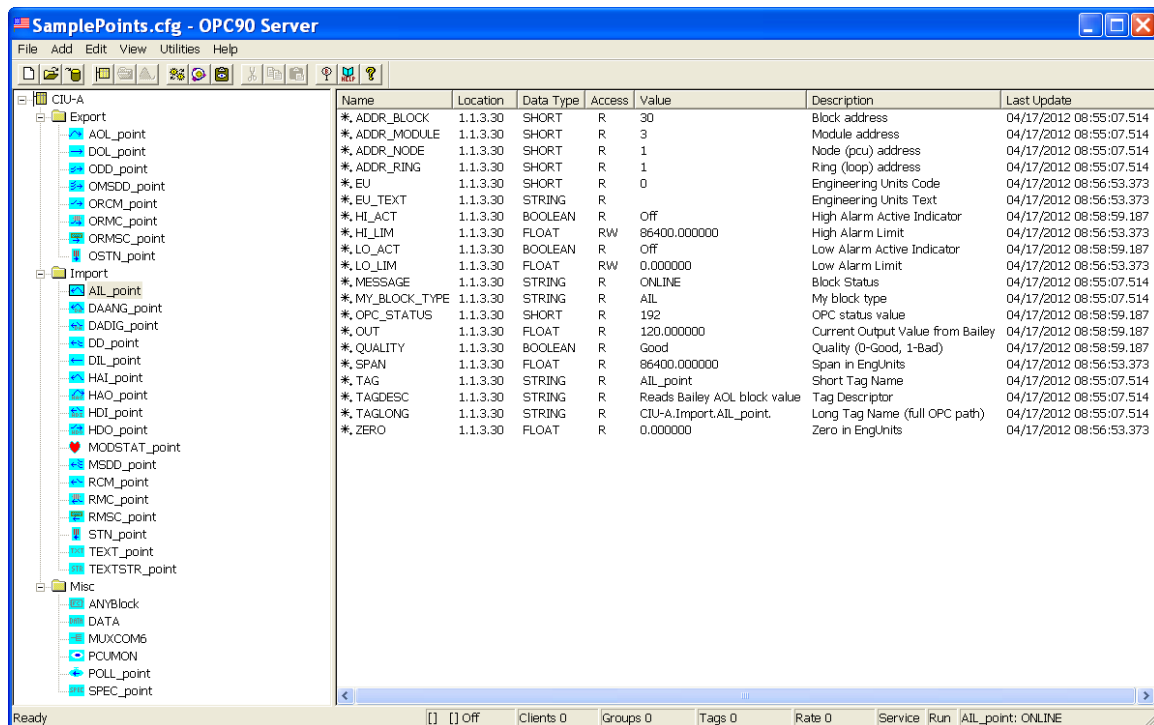 SamplePoints.cfg - OPC90 Server
File Add Edit View Utilities Help
HELP
CIU-A
Export
AOL_point
DOL_point
ODD_point
OMSDD_point
ORCM_point
ORMC_point
ORMSC_point
OSTN_point
Import
AIL_point
DAANG_point
DADIG_point
DD_point
DIL_point
HAI_point
HAO_point
HDI_point
HDO_point
MODSTAT_point
MSDD_point
RCM_point
RMC_point
RMSC_point
STN_point
TEXT_point
TEXTSTR_point
Misc
ANYBlock
DATA
MUXCOM6
PCUMON
POLL_point
SPEC_point
Name Location Data Type Access Value Description Last Update
*. ADDR_BLOCK 1.1.3.30 SHORT R 30 Block address 04/17/2012 08:55:07.514
*. ADDR_MODULE 1.1.3.30 SHORT R 3 Module address 04/17/2012 08:55:07.514
*. ADDR_NODE 1.1.3.30 SHORT R 1 Node (pcu) address 04/17/2012 08:55:07.514
*. ADDR_RING 1.1.3.30 SHORT R 1 Ring (loop) address 04/17/2012 08:55:07.514
*. EU 1.1.3.30 SHORT R 0 Engineering Units Code 04/17/2012 08:56:53.373
*. EU_TEXT 1.1.3.30 STRING R Engineering Units Text 04/17/2012 08:56:53.373
*. HI_ACT 1.1.3.30 BOOLEAN R Off High Alarm Active Indicator 04/17/2012 08:58:59.187
*. HI_LIM 1.1.3.30 FLOAT RW 86400.000000 High Alarm Limit 04/17/2012 08:56:53.373
*. LO_ACT 1.1.3.30 BOOLEAN R Off Low Alarm Active Indicator 04/17/2012 08:58:59.187
*. LO_LIM 1.1.3.30 FLOAT RW 0.000000 Low Alarm Limit 04/17/2012 08:56:53.373
*. MESSAGE 1.1.3.30 STRING R ONLINE Block Status 04/17/2012 08:56:53.373
*. MY_BLOCK_TYPE 1.1.3.30 STRING R AIL My block type 04/17/2012 08:55:07.514
*. OPC_STATUS 1.1.3.30 SHORT R 192 OPC status value 04/17/2012 08:58:59.187
*. OUT 1.1.3.30 FLOAT R 120.000000 Current Output Value from Bailey 04/17/2012 08:58:59.187
*. QUALITY 1.1.3.30 BOOLEAN R Good Quality (0-Good, 1-Bad) 04/17/2012 08:58:59.187
*. SPAN 1.1.3.30 FLOAT R 86400.000000 Span in EngUnits 04/17/2012 08:56:53.373
*. TAG 1.1.3.30 STRING R AIL_point Short Tag Name 04/17/2012 08:55:07.514
*. TAGDESC 1.1.3.30 STRING R Reads Bailey AOL block value Tag Descriptor 04/17/2012 08:55:07.514
*. TAGLONG 1.1.3.30 STRING R CIU-A.Import.AIL_point. Long Tag Name (full OPC path) 04/17/2012 08:55:07.514
*. ZERO 1.1.3.30 FLOAT R 0.000000 Zero in EngUnits 04/17/2012 08:56:53.373
Ready [] [] Off Clients 0 Groups 0 Tags 0 Rate 0 Service Run AIL_point: ONLINE